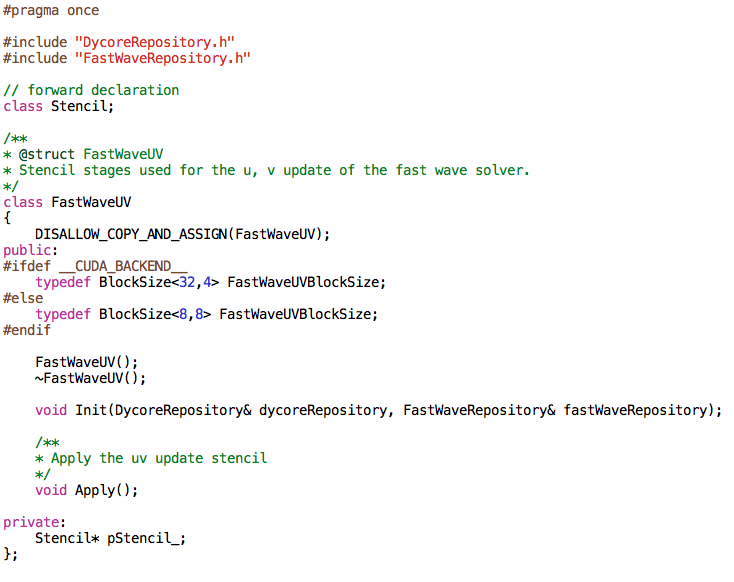 #pragma once

#include "DycoreRepository.h"
#include "FastWaveRepository.h"

// forward declaration
class Stencil;

/**
* @struct FastWaveUV
* Stencil stages used for the u, v update of the fast wave solver.
*/
class FastWaveUV
{
    DISALLOW_COPY_AND_ASSIGN(FastWaveUV);
public:
#ifdef __CUDA_BACKEND__
    typedef BlockSize<32,4> FastWaveUVBlockSize;
#else
    typedef BlockSize<8,8> FastWaveUVBlockSize;
#endif

    FastWaveUV();
    ~FastWaveUV();

    void Init(DycoreRepository& dycoreRepository, FastWaveRepository& fastWaveRepository);

    /**
    * Apply the uv update stencil
    */
    void Apply();

private:
    Stencil* pStencil_;
};